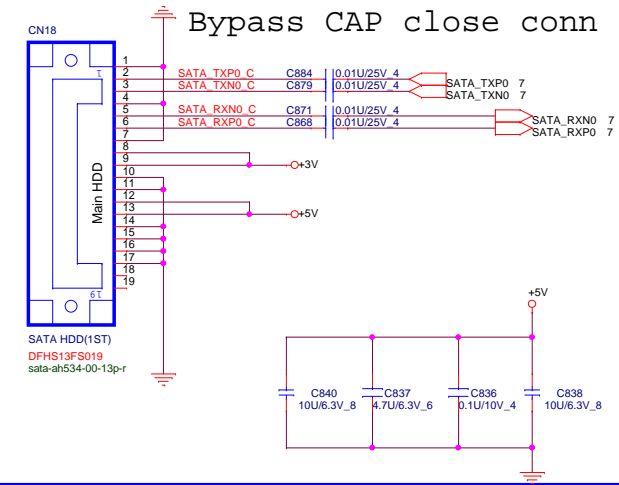 Bypass CAP close conn
CN18
1
1
2 SATA_TXP0_C C884 0.01U/25V_4 SATA_TXP0 7
3 SATA_TXN0_C C879 0.01U/25V_4 SATA_TXN0 7
4
5 SATA_RXN0_C C871 0.01U/25V_4 SATA_RXN0 7
6 SATA_RXP0_C C868 0.01U/25V_4 SATA_RXP0 7
7
8
9 +3V
10
11
12
13 +5V
14
15
16
17
18
19
19
Main HDD
SATA HDD(1ST)
DFHS13FS019
sata-ah534-00-13p-r
+5V
C840 C837 C836 C838
10U/6.3V_8 4.7U/6.3V_6 0.1U/10V_4 10U/6.3V_8